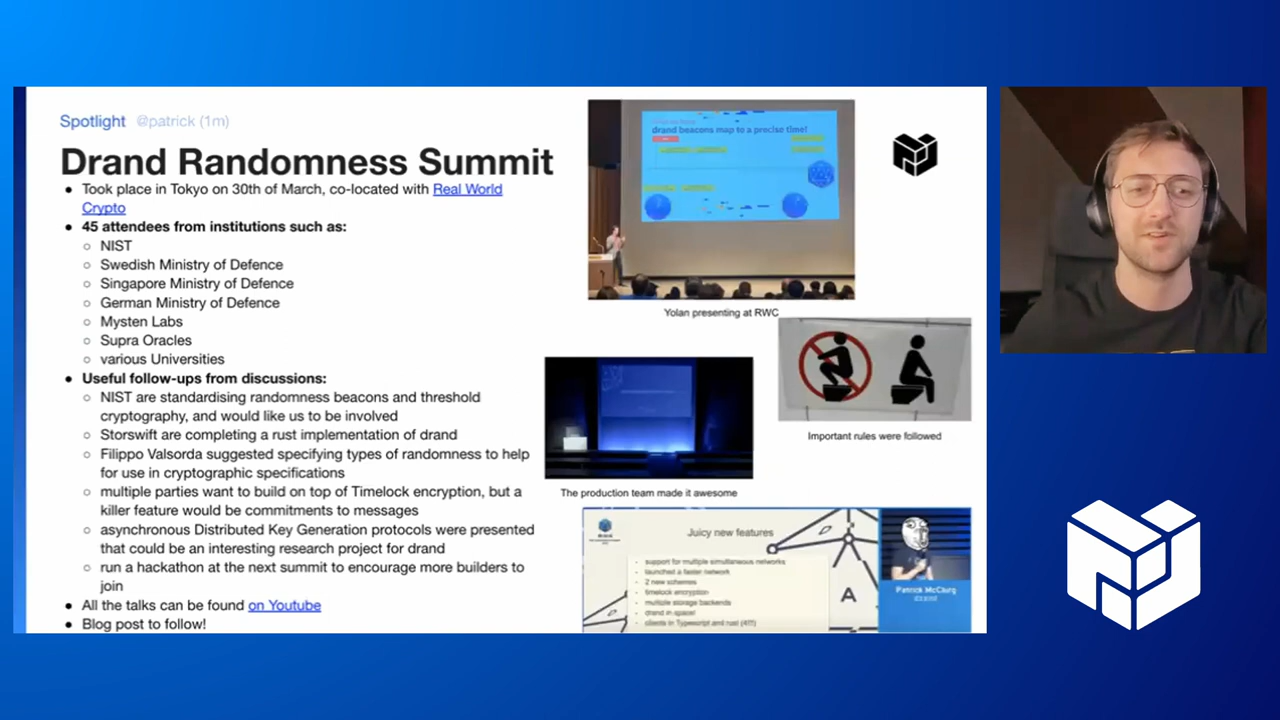 Spotlight @patrick (1m)
Drand Randomness Summit
● Took place in Tokyo on 30th of March, co-located with Real World
Crypto
● 45 attendees from institutions such as:
○ NIST
○ Swedish Ministry of Defence
○ Singapore Ministry of Defence
○ German Ministry of Defence
○ Mysten Labs
○ Supra Oracles
○ various Universities
● Useful follow-ups from discussions:
○ NIST are standardising randomness beacons and threshold
cryptography, and would like us to be involved
○ Storswift are completing a rust implementation of drand
○ Filippo Valsorda suggested specifying types of randomness to help
for use in cryptographic specifications
○ multiple parties want to build on top of Timelock encryption, but a
killer feature would be commitments to messages
○ asynchronous Distributed Key Generation protocols were presented
that could be an interesting research project for drand
○ run a hackathon at the next summit to encourage more builders to
join
● All the talks can be found on Youtube
● Blog post to follow!
drand beacons map to a precise time!
Yolan presenting at RWC
Important rules were followed
The production team made it awesome
Juicy new features
- support for multiple simultaneous networks
- launched a faster network
- 2 new schemes
- timelock encryption
- multiple storage backends
- drand in space!
- clients in Typescript and rust (4?)
A
Patrick McClurg